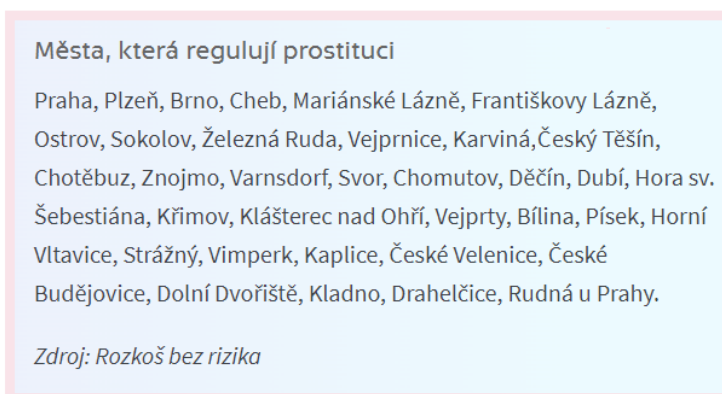 Města, která regulují prostituci
Praha, Plzeň, Brno, Cheb, Mariánské Lázně, Františkovy Lázně,
Ostrov, Sokolov, Železná Ruda, Vejprnice, Karviná,Český Těšín,
Chotěbuz, Znojmo, Varnsdorf, Svor, Chomutov, Děčín, Dubí, Hora sv.
Šebestiána, Křimov, Klášterec nad Ohří, Vejprty, Bílina, Písek, Horní
Vltavice, Strážný, Vimperk, Kaplice, České Velenice, České
Budějovice, Dolní Dvořiště, Kladno, Drahelčice, Rudná u Prahy.
Zdroj: Rozkoš bez rizika